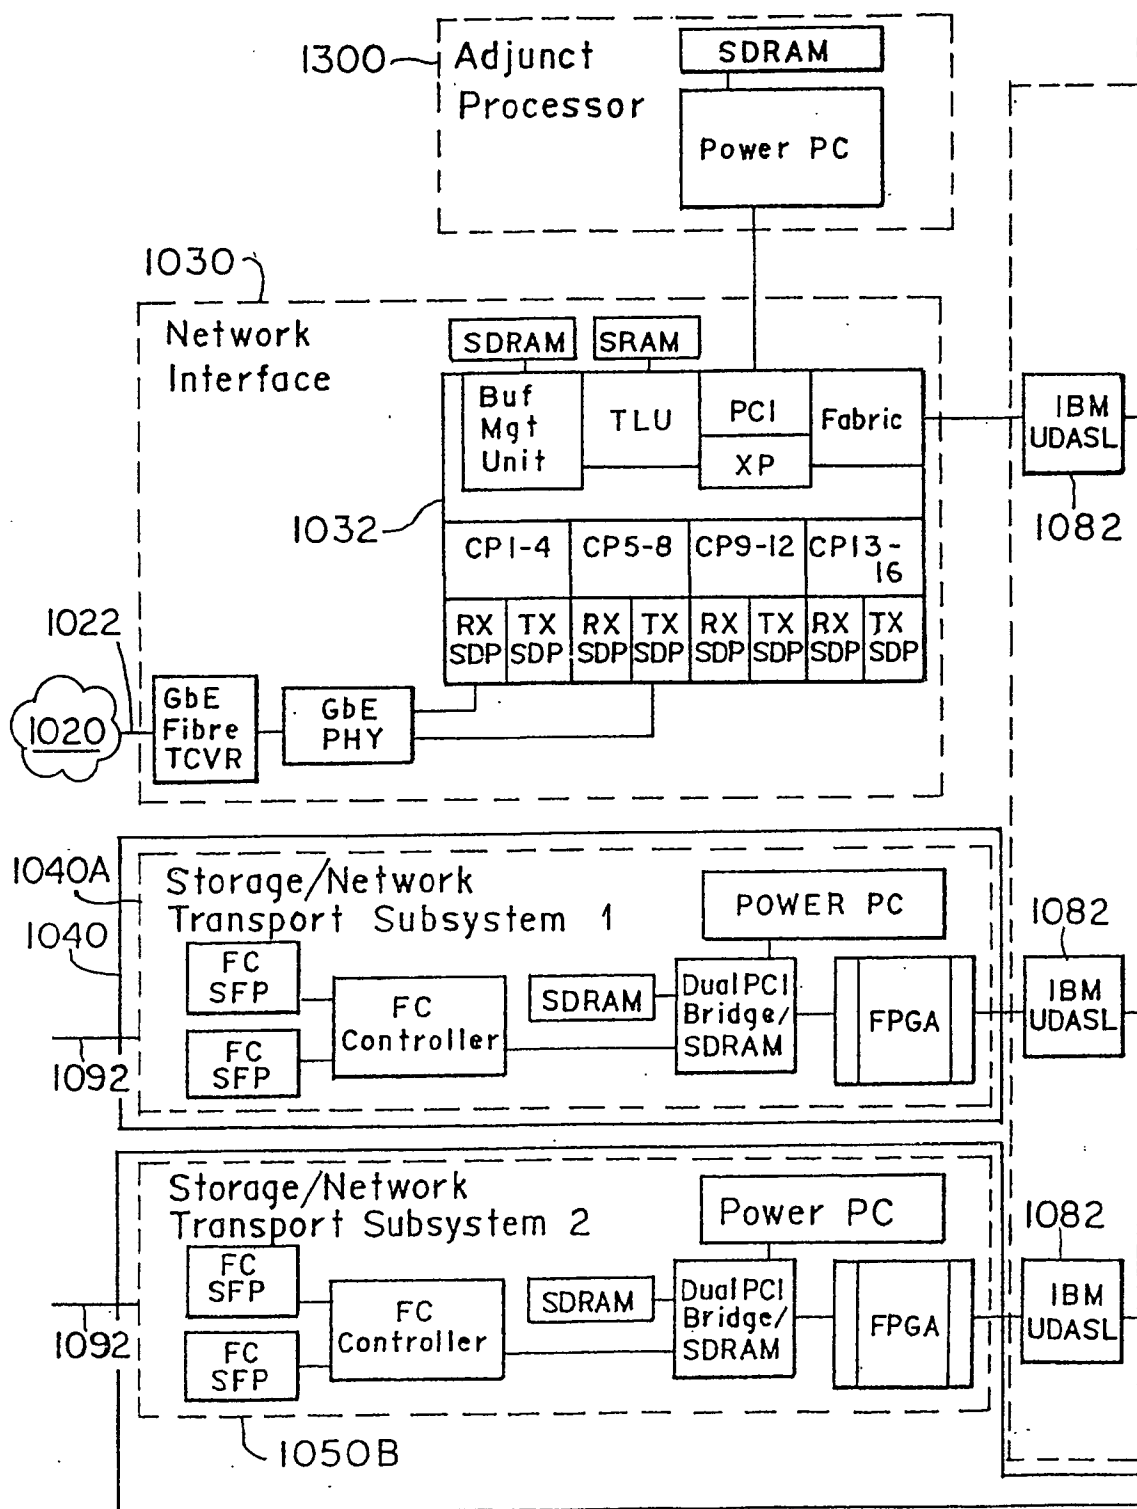 1300
Adjunct
Processor
SDRAM
Power PC
1030
Network
Interface
SDRAM
SRAM
Buf
Mgt
Unit
TLU
PCI
XP
Fabric
IBM
UDASL
1082
1032
CP1-4
CP5-8
CP9-12
CP13-
16
RX
SDP
TX
SDP
RX
SDP
TX
SDP
RX
SDP
TX
SDP
RX
SDP
TX
SDP
1022
1020
GbE
Fibre
TCVR
GbE
PHY
1040A
1040
Storage/Network
Transport Subsystem 1
POWER PC
1082
FC
SFP
FC
SFP
FC
Controller
SDRAM
Dual PCI
Bridge/
SDRAM
FPGA
IBM
UDASL
1092
Storage/Network
Transport Subsystem 2
Power PC
1082
FC
SFP
FC
SFP
FC
Controller
SDRAM
Dual PCI
Bridge/
SDRAM
FPGA
IBM
UDASL
1092
1050B